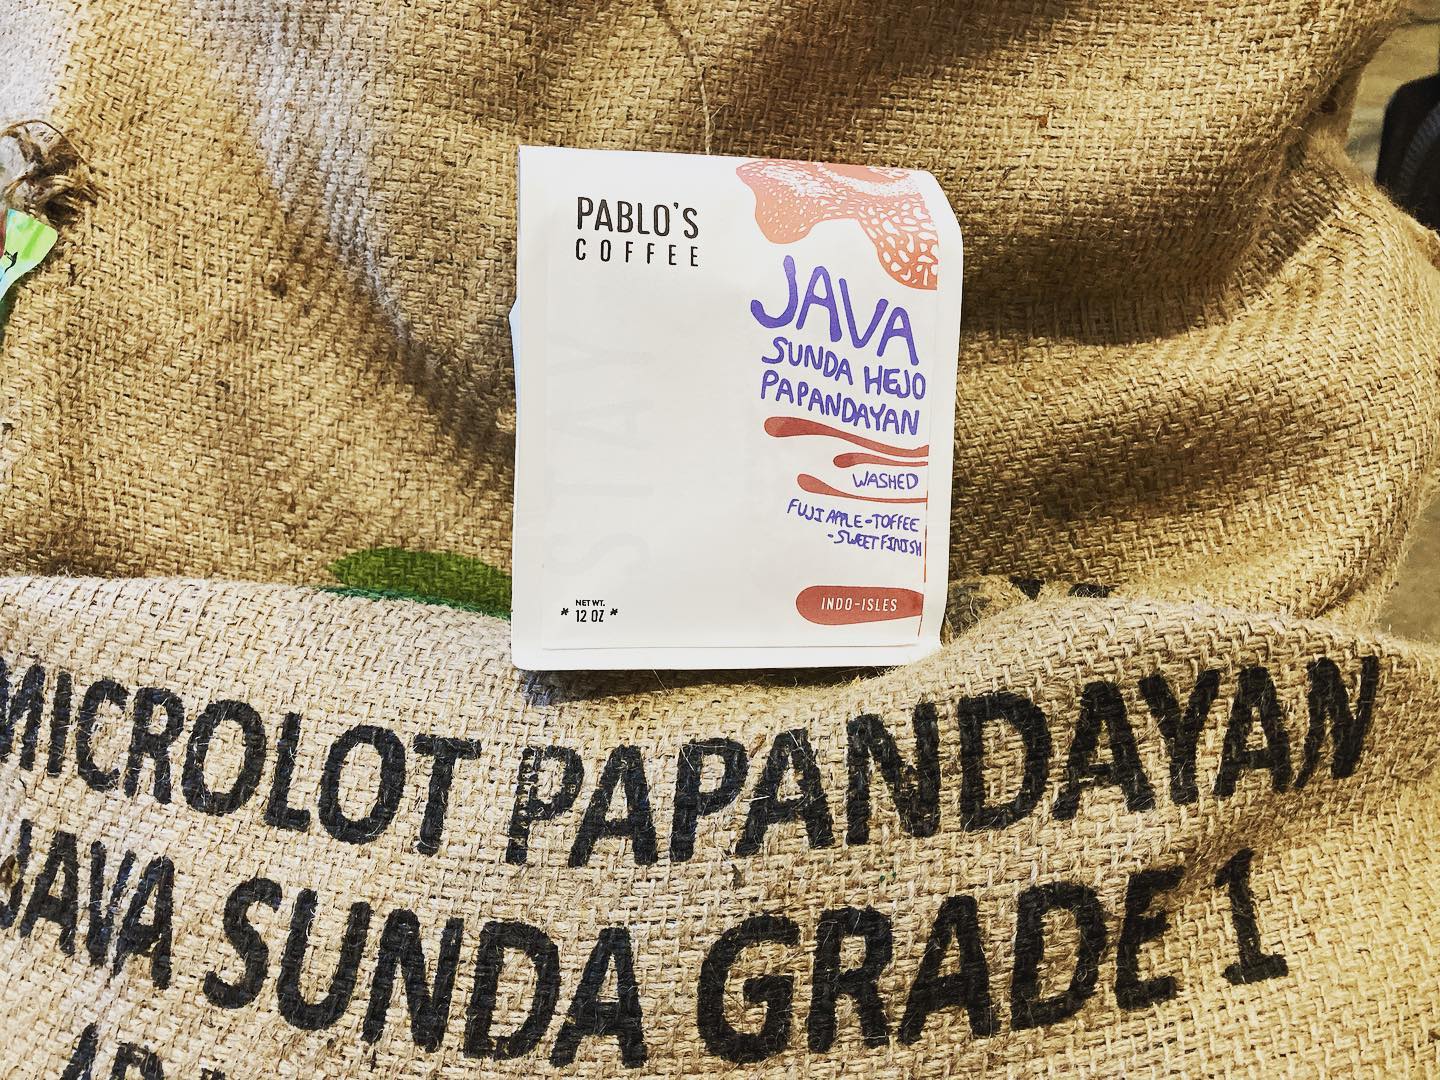 PABLO'S
COFFEE
JAVA
SUNDA HEJO
PAPANDAYAN
WASHED
FUJI APPLE-TOFFEE
-SWEET FINISH
STAY
NET WT.
* 12 OZ *
INDO-ISLES
MICROLOT PAPANDAYAN
JAVA SUNDA GRADE I